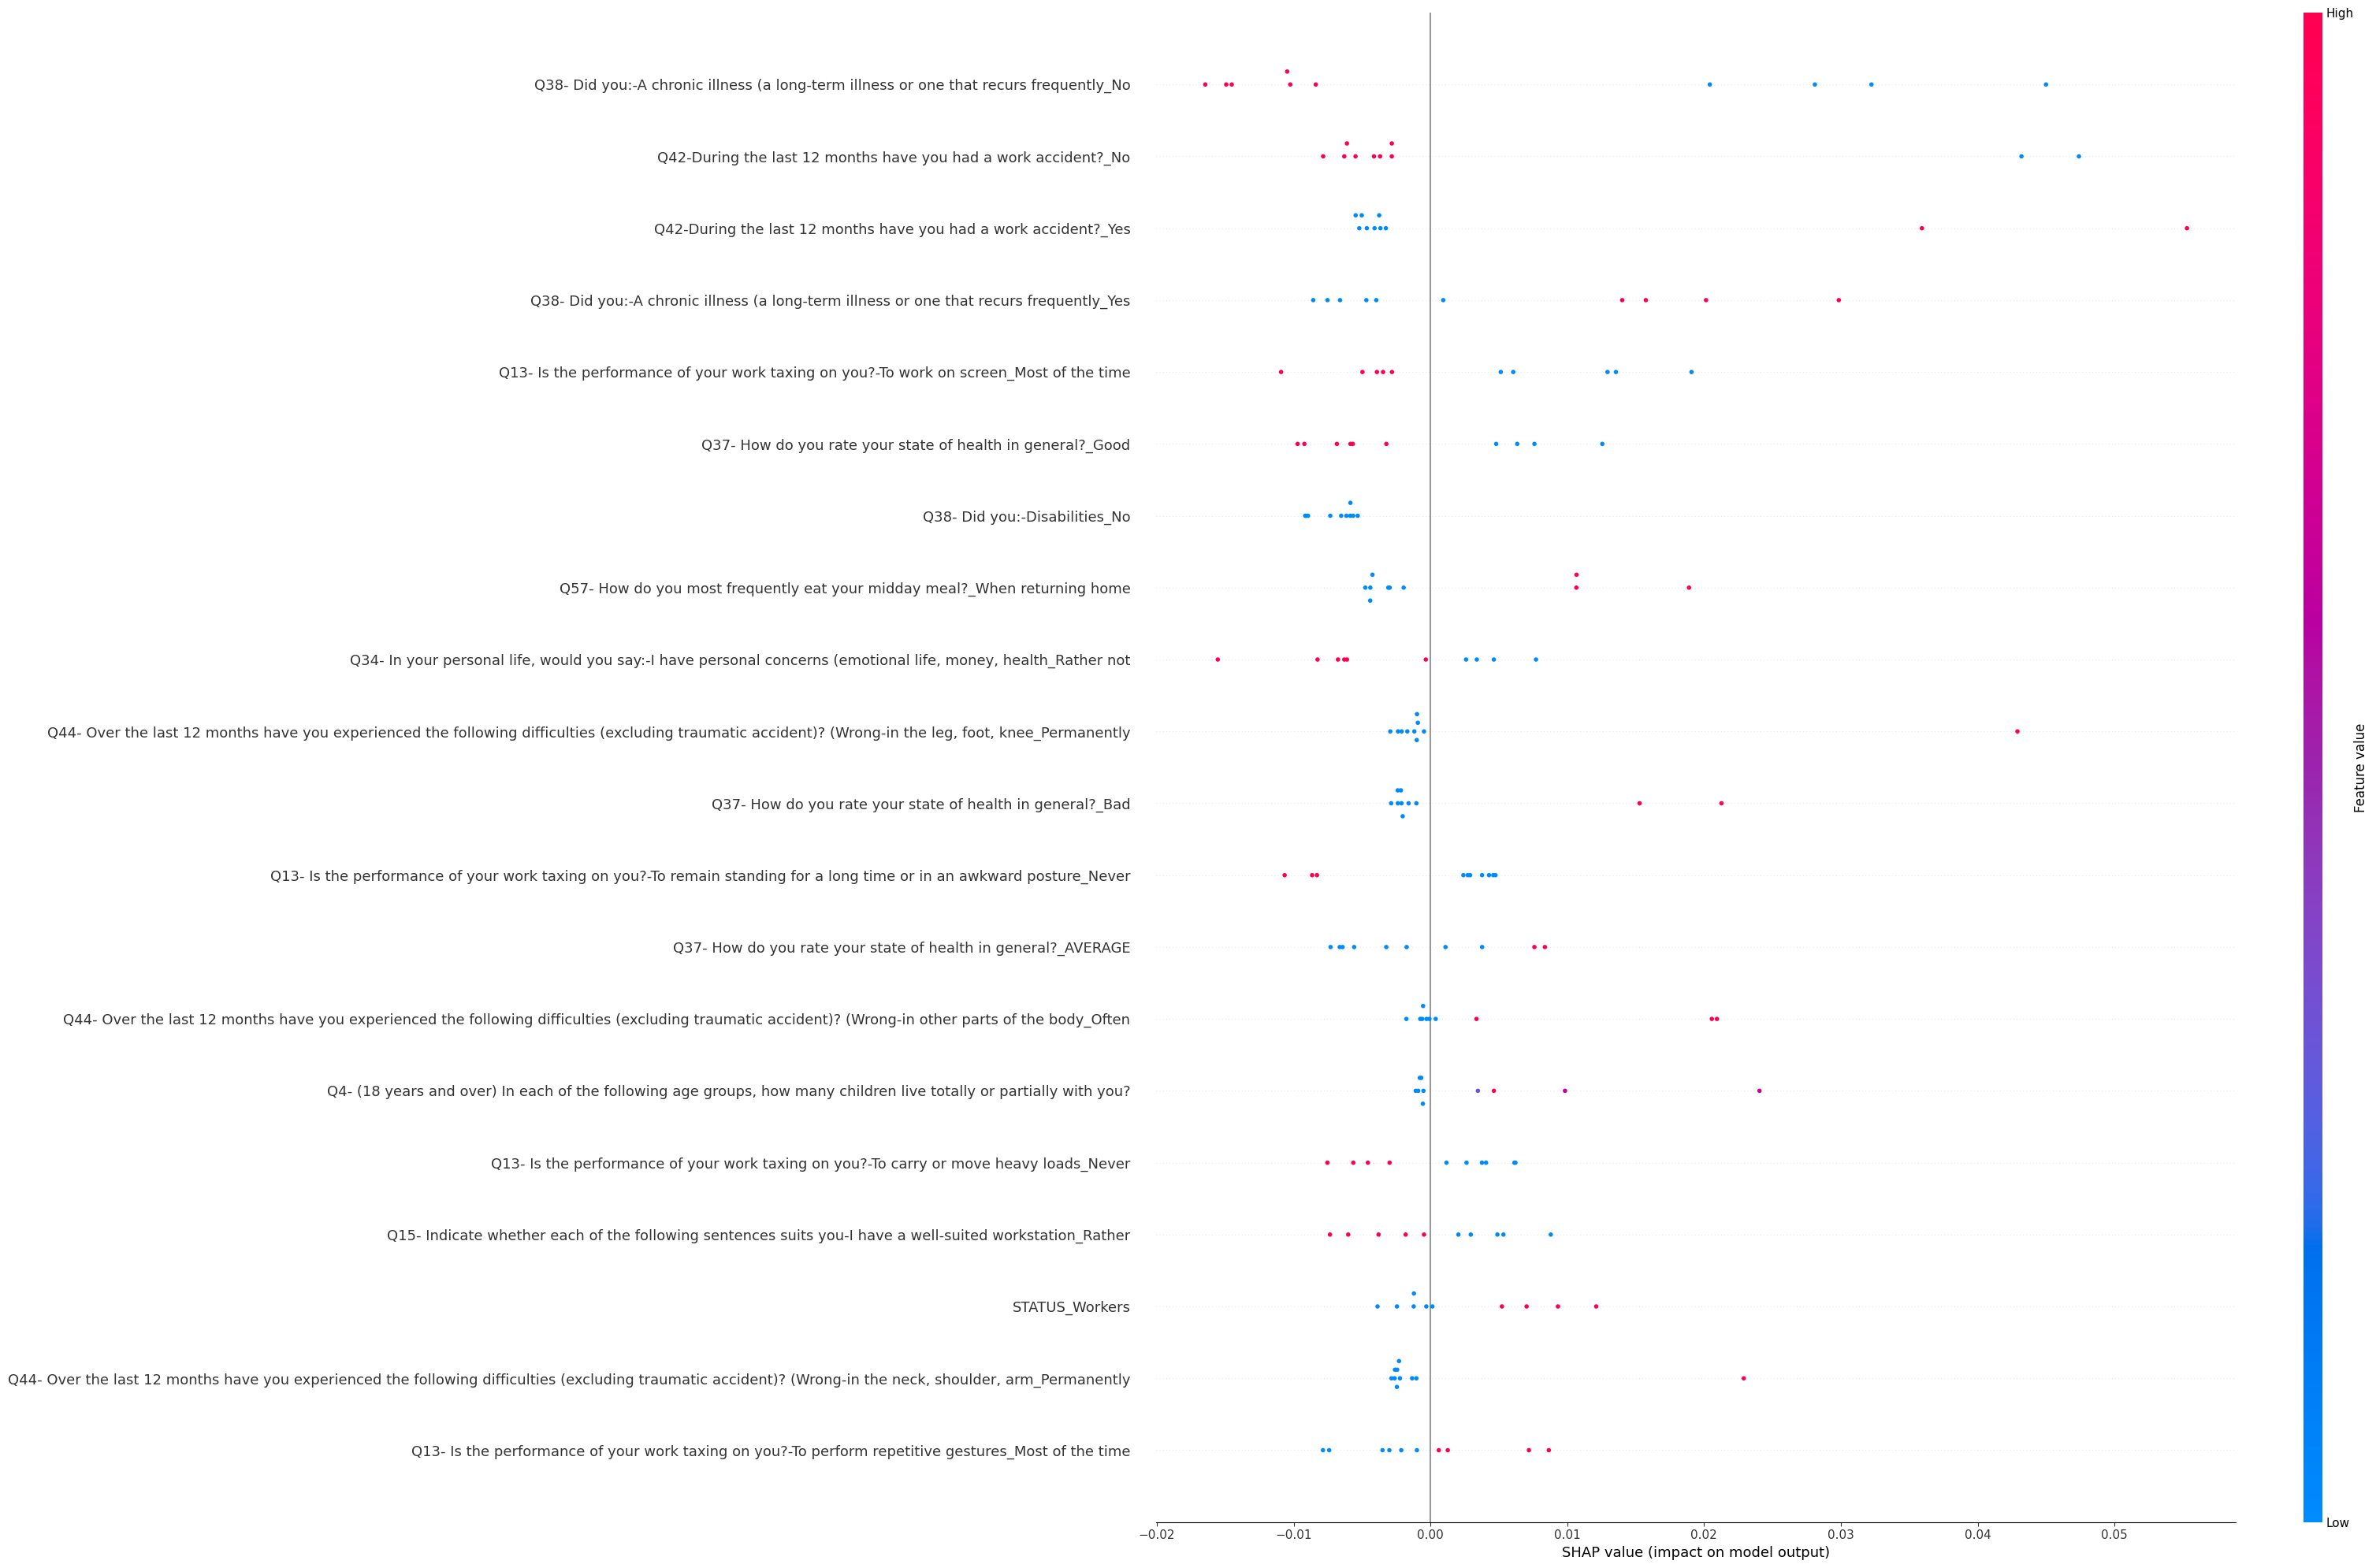 High
Q38- Did you:-A chronic illness (a long-term illness or one that recurs frequently_No
Q42-During the last 12 months have you had a work accident?_No
Q42-During the last 12 months have you had a work accident?_Yes
Q38- Did you:-A chronic illness (a long-term illness or one that recurs frequently_Yes
Q13- Is the performance of your work taxing on you?-To work on screen_Most of the time
Q37- How do you rate your state of health in general?_Good
Q38- Did you:-Disabilities_No
Q57- How do you most frequently eat your midday meal?_When returning home
Q34- In your personal life, would you say:-I have personal concerns (emotional life, money, health_Rather not
Q44- Over the last 12 months have you experienced the following difficulties (excluding traumatic accident)? (Wrong-in the leg, foot, knee_Permanently
Q37- How do you rate your state of health in general?_Bad
Q13- Is the performance of your work taxing on you?-To remain standing for a long time or in an awkward posture_Never
Q37- How do you rate your state of health in general?_AVERAGE
Q44- Over the last 12 months have you experienced the following difficulties (excluding traumatic accident)? (Wrong-in other parts of the body_Often
Q4- (18 years and over) In each of the following age groups, how many children live totally or partially with you?
Q13- Is the performance of your work taxing on you?-To carry or move heavy loads_Never
Q15- Indicate whether each of the following sentences suits you-I have a well-suited workstation_Rather
STATUS_Workers
Q44- Over the last 12 months have you experienced the following difficulties (excluding traumatic accident)? (Wrong-in the neck, shoulder, arm_Permanently
Q13- Is the performance of your work taxing on you?-To perform repetitive gestures_Most of the time
Feature value
Low
−0.02 −0.01 0.00 0.01 0.02 0.03 0.04 0.05
SHAP value (impact on model output)